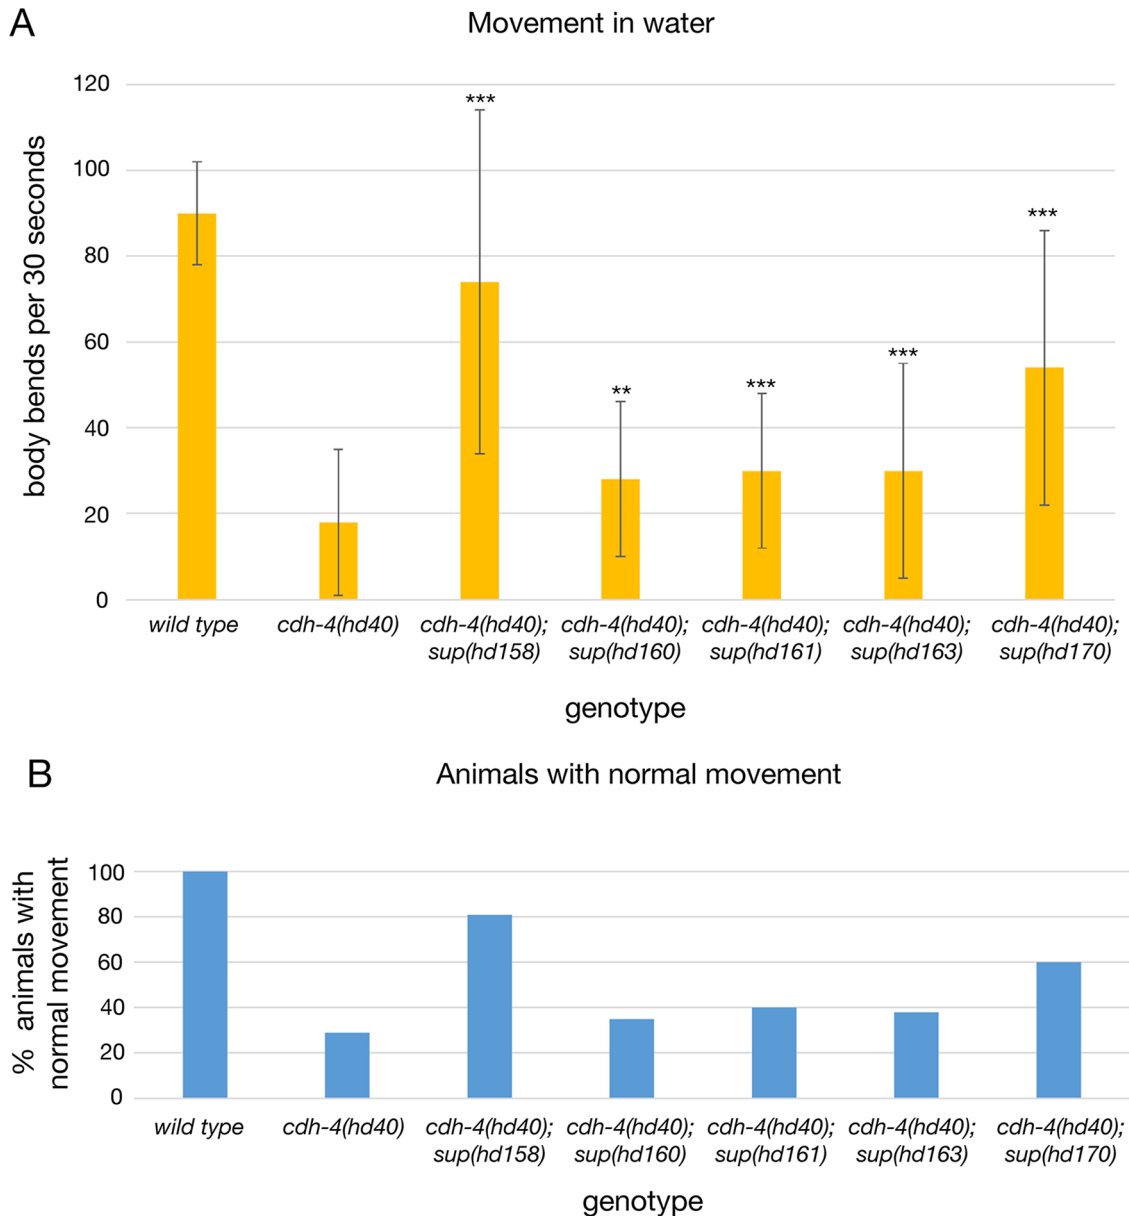 A
Movement in water
body bends per 30 seconds
120
100
80
60
40
20
0
***
**
***
***
***
wild type
cdh-4(hd40)
cdh-4(hd40);
sup(hd158)
cdh-4(hd40);
sup(hd160)
cdh-4(hd40);
sup(hd161)
cdh-4(hd40);
sup(hd163)
cdh-4(hd40);
sup(hd170)
genotype
B
Animals with normal movement
% animals with
normal movement
100
80
60
40
20
0
wild type
cdh-4(hd40)
cdh-4(hd40);
sup(hd158)
cdh-4(hd40);
sup(hd160)
cdh-4(hd40);
sup(hd161)
cdh-4(hd40);
sup(hd163)
cdh-4(hd40);
sup(hd170)
genotype